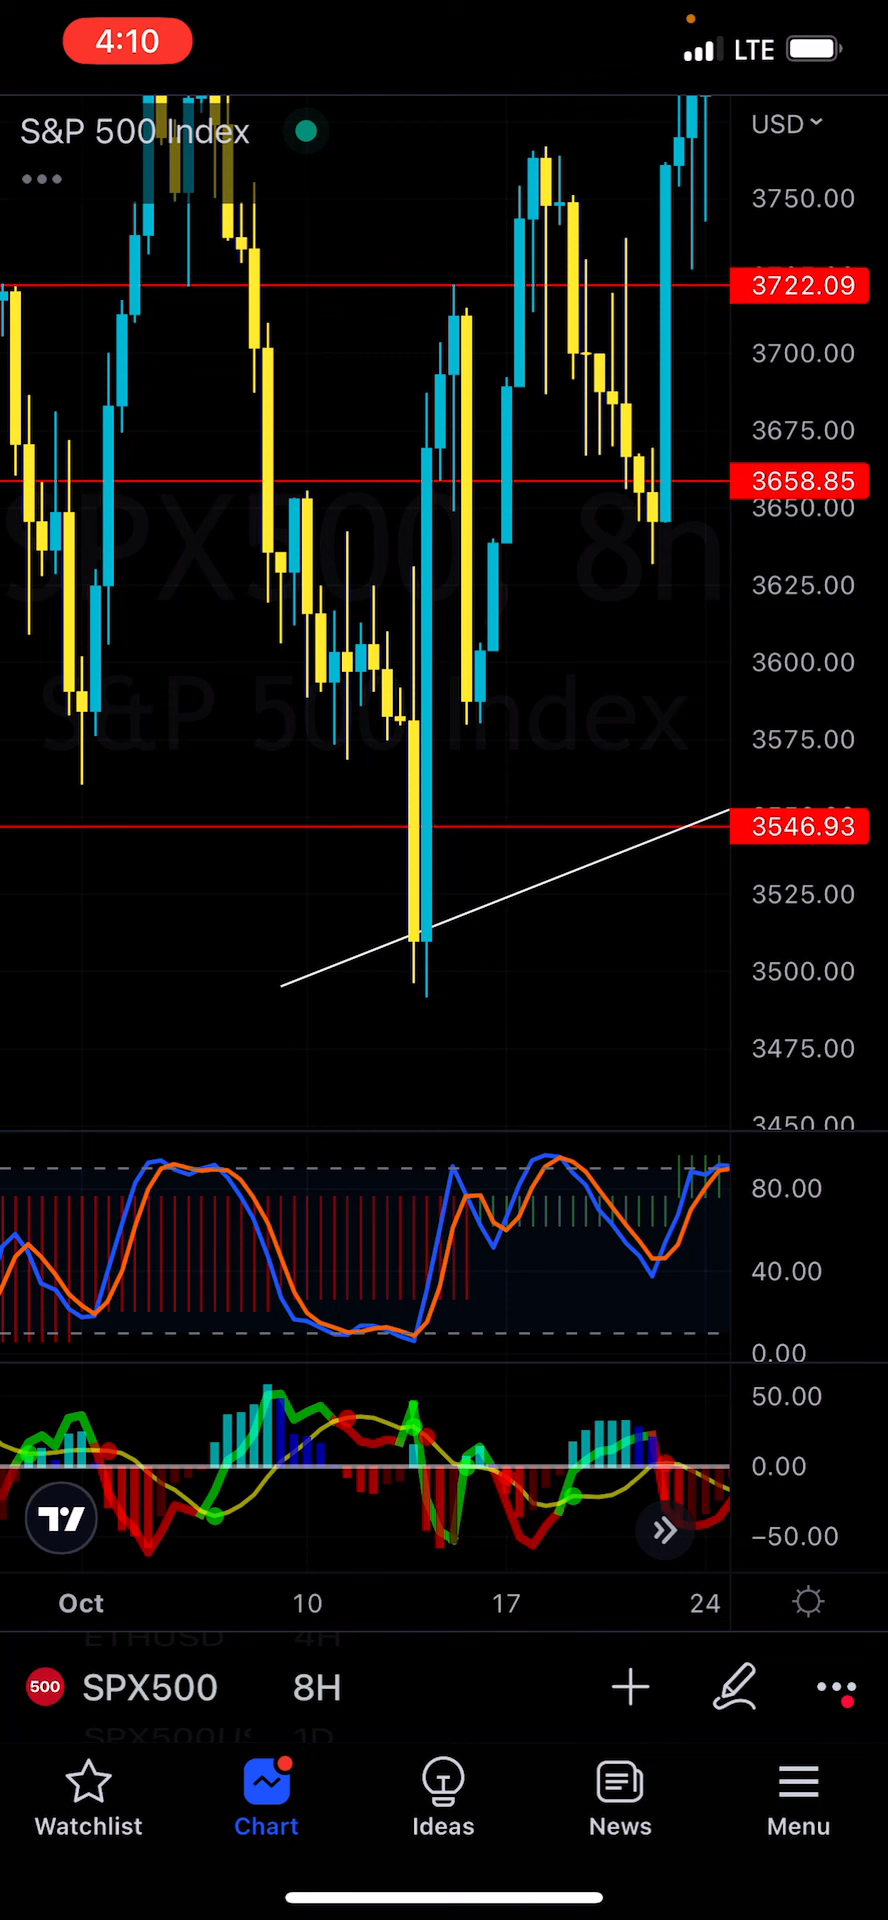 4:10
LTE
S&P 500 Index
USD
3750.00
3722.09
3700.00
3675.00
3658.85
3650.00
SPX500, 8h
3625.00
3600.00
S&P 500 Index
3575.00
3546.93
3525.00
3500.00
3475.00
3450.00
80.00
40.00
0.00
50.00
0.00
−50.00
Oct 10 17 24
ETHUSD 4H
500 SPX500 8H
1D
Watchlist Chart Ideas News Menu